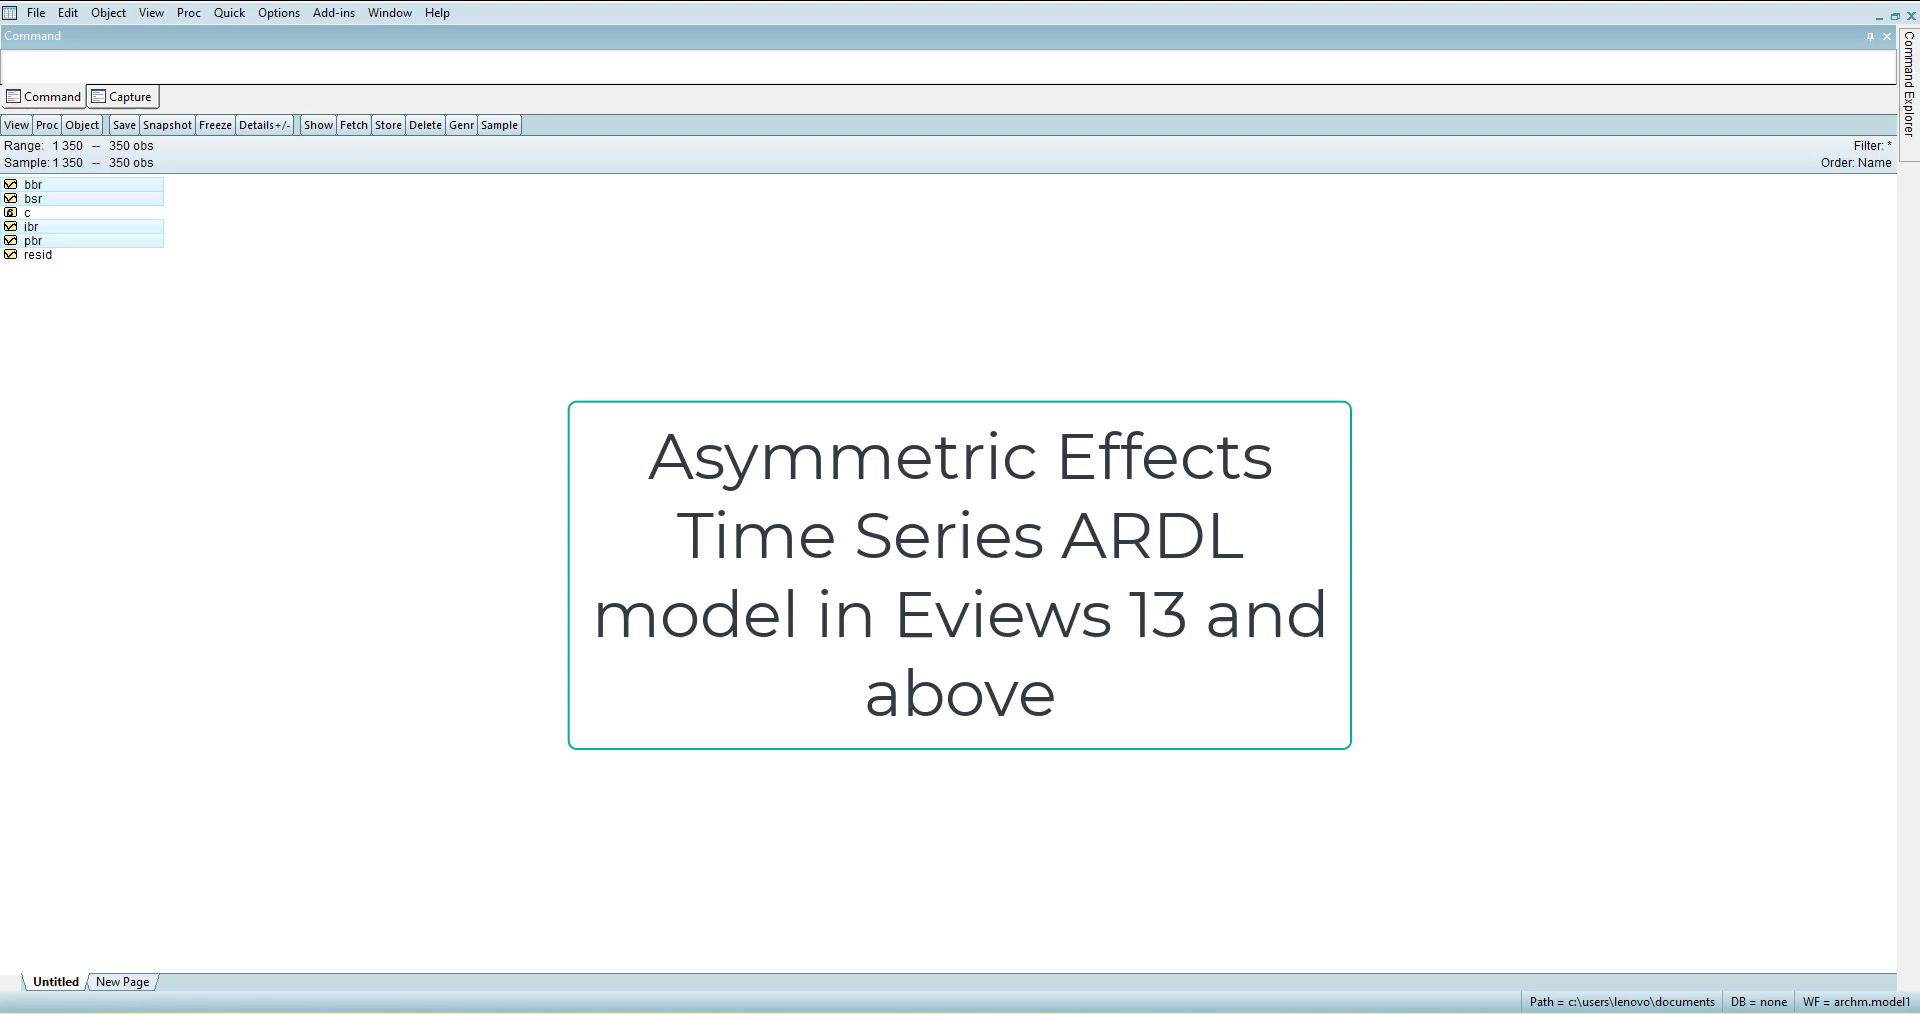 File Edit Object View Proc Quick Options Add-ins Window Help
Command
Command Capture
Command Explorer
View Proc Object Save Snapshot Freeze Details+/- Show Fetch Store Delete Genr Sample
Range: 1 350 -- 350 obs
Filter: *
Sample: 1 350 -- 350 obs
Order: Name
bbr
bsr
c
ibr
pbr
resid
Asymmetric Effects
Time Series ARDL
model in Eviews 13 and
above
Untitled New Page
Path = c:\users\lenovo\documents DB = none WF = archm.model1